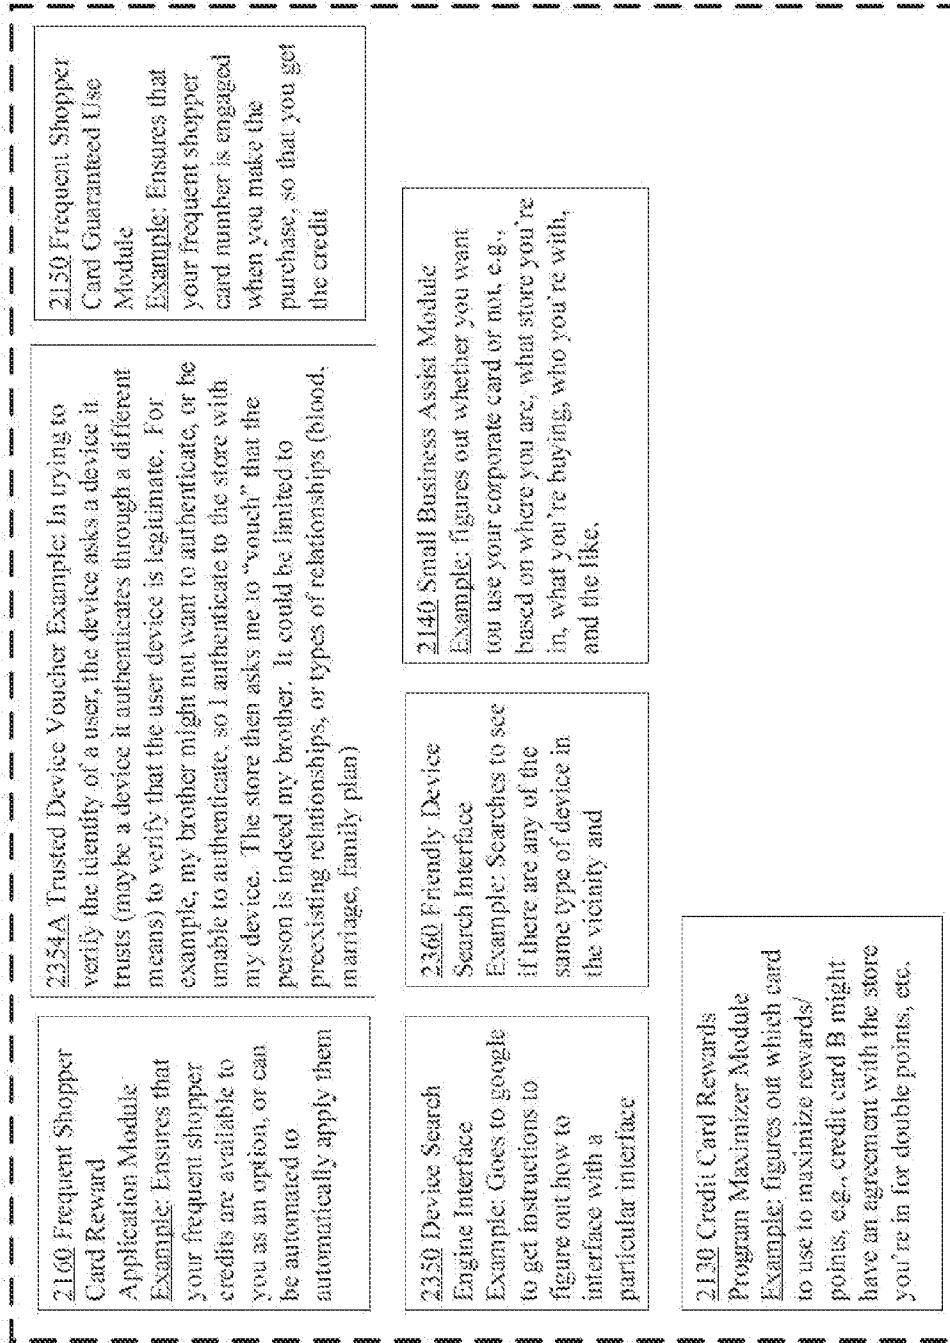 2160 Frequent Shopper
Card Reward
Application Module
Example: Ensures that
your frequent shopper
credits are available to
you as an option, or can
be automated to
automatically apply them
2354A Trusted Device Voucher Example: In trying to
verify the identity of a user, the device asks a device it
trusts (maybe a device it authenticates through a different
means) to verify that the user device is legitimate. For
example, my brother might not want to authenticate, or be
unable to authenticate, so I authenticate to the store with
my device. The store then asks me to “vouch” that the
person is indeed my brother. It could be limited to
preexisting relationships, or types of relationships (blood,
marriage, family plan)
2150 Frequent Shopper
Card Guaranteed Use
Module
Example: Ensures that
your frequent shopper
card number is engaged
when you make the
purchase, so that you get
the credit
2350 Device Search
Engine Interface
Example: Goes to google
to get instructions to
figure out how to
interface with a
particular interface
2360 Friendly Device
Search Interface
Example: Searches to see
if there are any of the
same type of device in
the vicinity and
2140 Small Business Assist Module
Example: figures out whether you want
tou use your corporate card or not, e.g.,
based on where you are, what store you’re
in, what you’re buying, who you’re with,
and the like.
2130 Credit Card Rewards
Program Maximizer Module
Example: figures out which card
to use to maximize rewards/
points, e.g., credit card B might
have an agreement with the store
you’re in for double points, etc.